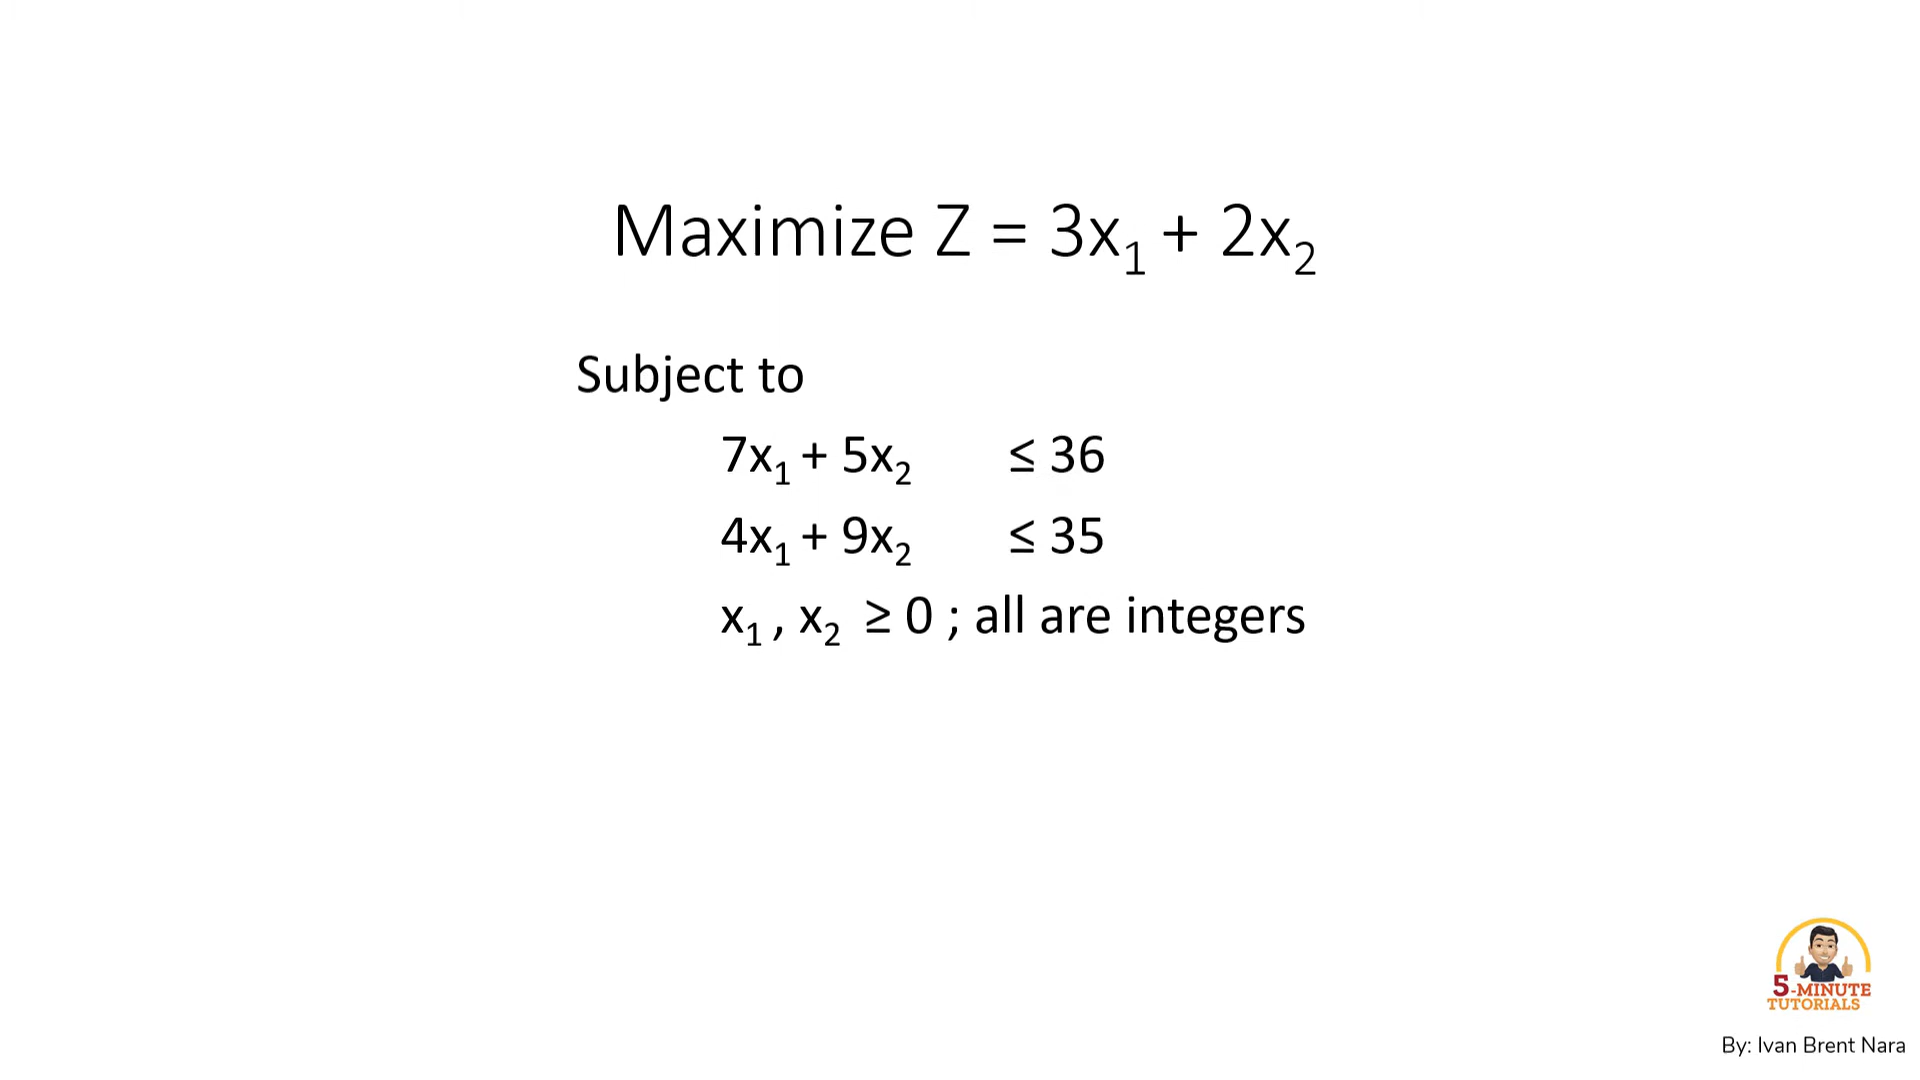 Maximize Z = 3x₁ + 2x₂
Subject to
7x₁ + 5x₂ ≤ 36
4x₁ + 9x₂ ≤ 35
x₁ , x₂ ≥ 0 ; all are integers
5-MINUTE
TUTORIALS
By: Ivan Brent Nara